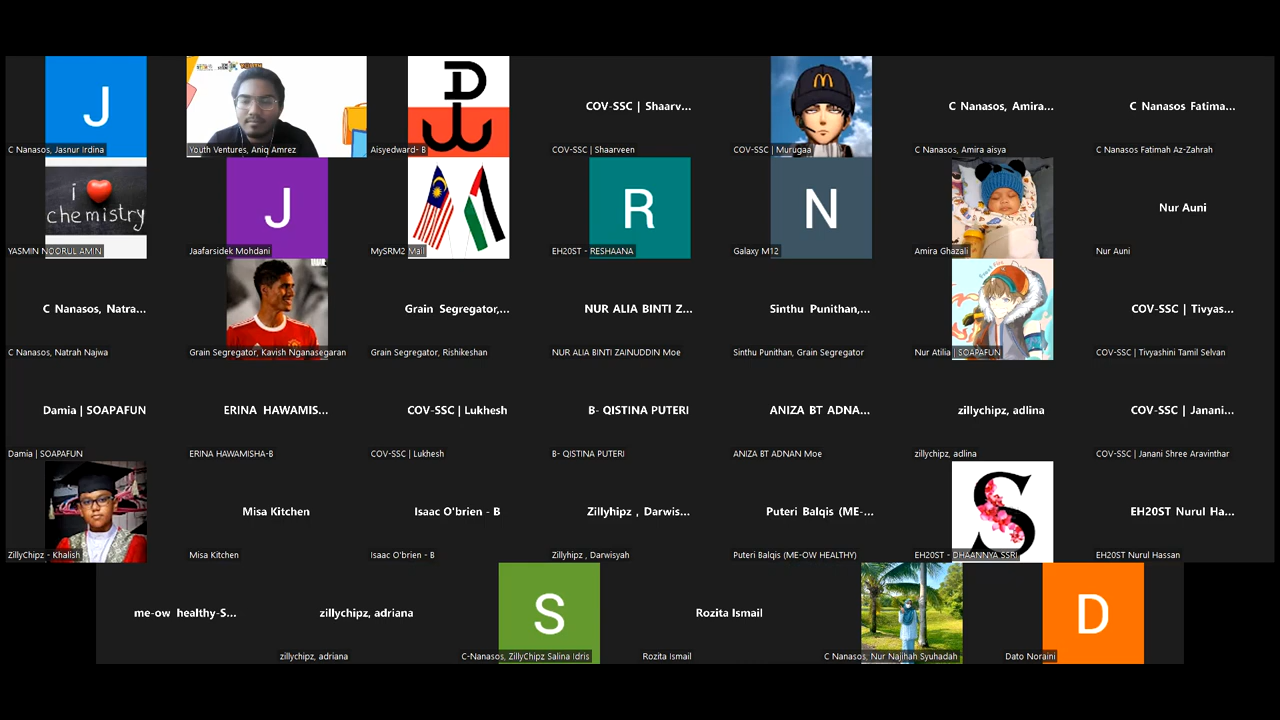 J
C Nanasos, Jasnur Irdina
Youth Ventures, Aniq Amrez
Aisyedward- B
COV-SSC | Shaarv...
COV-SSC | Shaarveen
COV-SSC | Murugaa
C Nanasos, Amira...
C Nanasos, Amira aisya
C Nanasos Fatima...
C Nanasos Fatimah Az-Zahrah
i chemistry
YASMIN NOORUL AMIN
J
Jaafarsidek Mohdani
MySRM2 Mail
R
EH20ST - RESHAANA
N
Galaxy M12
Amira Ghazali
Nur Auni
Nur Auni
C Nanasos, Natra...
C Nanasos, Natrah Najwa
Grain Segregator, Kavish Nganasegaran
Grain Segregator,...
Grain Segregator, Rishikeshan
NUR ALIA BINTI Z...
NUR ALIA BINTI ZAINUDDIN Moe
Sinthu Punithan,...
Sinthu Punithan, Grain Segregator
Nur Atilia | SOAPAFUN
COV-SSC | Tivyas...
COV-SSC | Tivyashini Tamil Selvan
Damia | SOAPAFUN
Damia | SOAPAFUN
ERINA HAWAMIS...
ERINA HAWAMISHA-B
COV-SSC | Lukhesh
COV-SSC | Lukhesh
B- QISTINA PUTERI
B- QISTINA PUTERI
ANIZA BT ADNA...
ANIZA BT ADNAN Moe
zillychipz, adlina
zillychipz, adlina
COV-SSC | Janani...
COV-SSC | Janani Shree Aravinthar
ZillyChipz - Khalish
Misa Kitchen
Misa Kitchen
Isaac O'brien - B
Isaac O'brien - B
Zillyhipz , Darwis...
Zillyhipz , Darwisyah
Puteri Balqis (ME-...
Puteri Balqis (ME-OW HEALTHY)
S
EH20ST - DHAANNYA SSRI
EH20ST Nurul Ha...
EH20ST Nurul Hassan
me-ow healthy-S...
zillychipz, adriana
zillychipz, adriana
S
C-Nanasos, ZillyChipz Salina Idris
Rozita Ismail
Rozita Ismail
C Nanasos, Nur Najihah Syuhadah
D
Dato Noraini